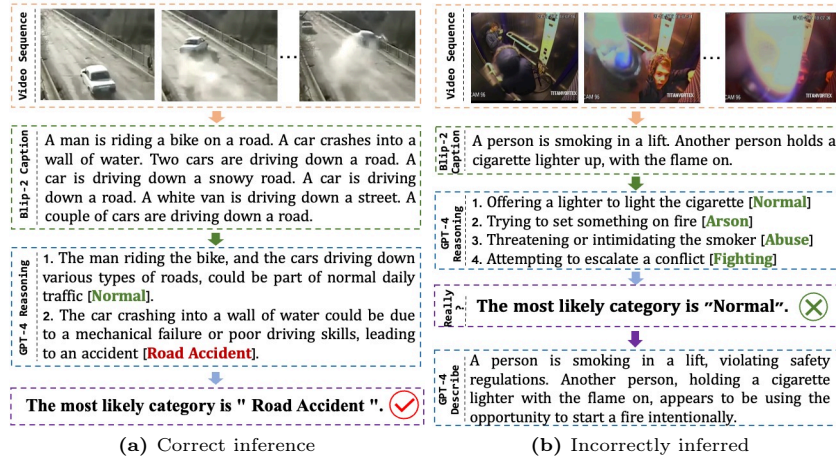 Video Sequence
...
Blip-2 Caption
A man is riding a bike on a road. A car crashes into a
wall of water. Two cars are driving down a road. A
car is driving down a snowy road. A car is driving
down a road. A white van is driving down a street. A
couple of cars are driving down a road.
GPT-4 Reasoning
1. The man riding the bike, and the cars driving down
various types of roads, could be part of normal daily
traffic [Normal].
2. The car crashing into a wall of water could be due
to a mechanical failure or poor driving skills, leading
to an accident [Road Accident].
The most likely category is " Road Accident ".
(a) Correct inference
Video Sequence
CAM 96
TITANVORTEX
CAM 96
TITANVORTEX
...
TITANVORTEX
Blip-2 Caption
A person is smoking in a lift. Another person holds a
cigarette lighter up, with the flame on.
GPT-4 Reasoning
1. Offering a lighter to light the cigarette [Normal]
2. Trying to set something on fire [Arson]
3. Threatening or intimidating the smoker [Abuse]
4. Attempting to escalate a conflict [Fighting]
Really ?
The most likely category is "Normal".
GPT-4 Describe
A person is smoking in a lift, violating safety
regulations. Another person, holding a cigarette
lighter with the flame on, appears to be using the
opportunity to start a fire intentionally.
(b) Incorrectly inferred